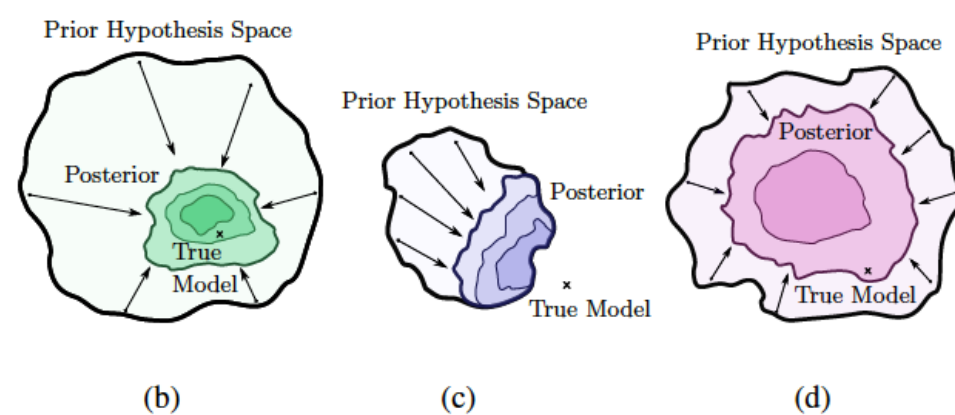 Prior Hypothesis Space
Posterior
True
Model
(b)
Prior Hypothesis Space
Posterior
True Model
(c)
Prior Hypothesis Space
Posterior
True Model
(d)